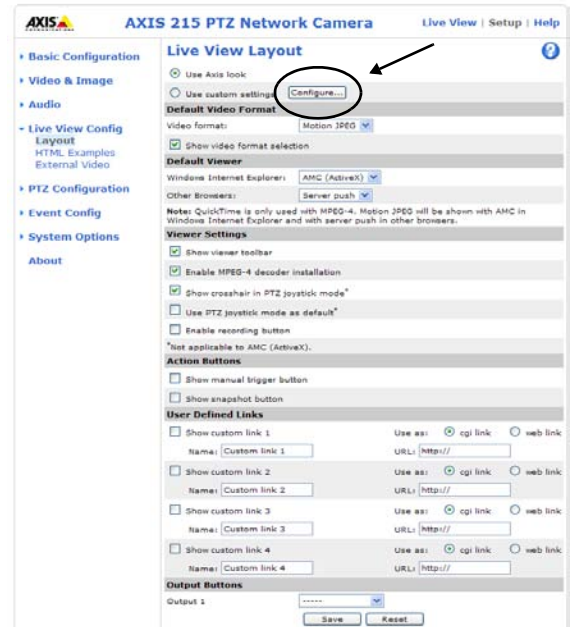 AXIS
COMMUNICATIONS
AXIS 215 PTZ Network Camera
Live View | Setup | Help
Basic Configuration
Video & Image
Audio
Live View Config
Layout
HTML Examples
External Video
PTZ Configuration
Event Config
System Options
About
Live View Layout
Use Axis look
Use custom settings Configure...
Default Video Format
Video format: Motion JPEG
Show video format selection
Default Viewer
Windows Internet Explorer: AMC (ActiveX)
Other Browsers: Server push
Note: QuickTime is only used with MPEG-4. Motion JPEG will be shown with AMC in
Windows Internet Explorer and with server push in other browsers.
Viewer Settings
Show viewer toolbar
Enable MPEG-4 decoder installation
Show crosshair in PTZ joystick mode*
Use PTZ joystick mode as default*
Enable recording button
*Not applicable to AMC (ActiveX).
Action Buttons
Show manual trigger button
Show snapshot button
User Defined Links
Show custom link 1 Use as: cgi link web link
Name: Custom link 1 URL: http://
Show custom link 2 Use as: cgi link web link
Name: Custom link 2 URL: http://
Show custom link 3 Use as: cgi link web link
Name: Custom link 3 URL: http://
Show custom link 4 Use as: cgi link web link
Name: Custom link 4 URL: http://
Output Buttons
Output 1 -----
Save Reset